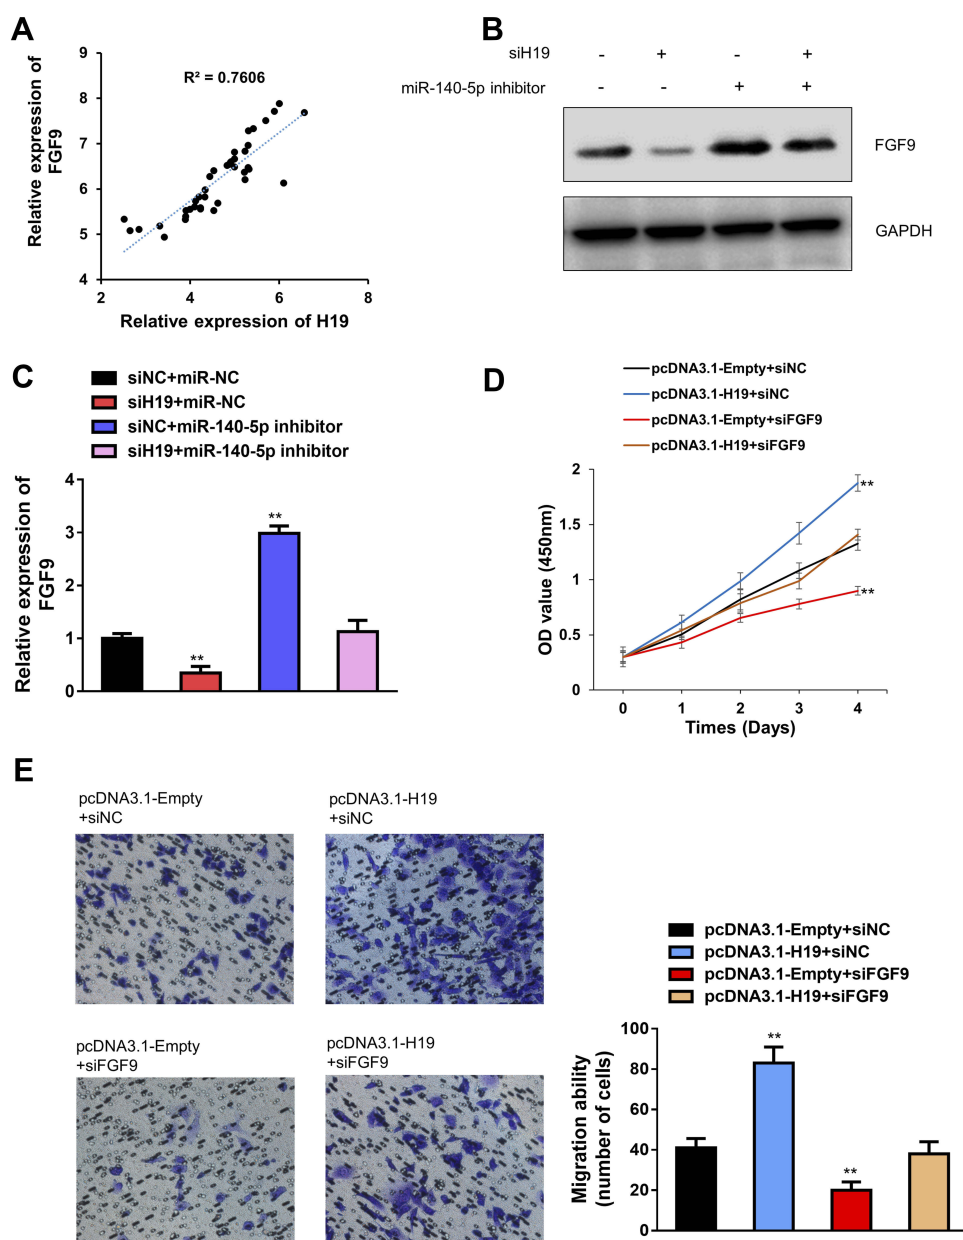 A
Relative expression of
FGF9
9
8
7
6
5
4
R² = 0.7606
2
4
6
8
Relative expression of H19
B
siH19
-
+
-
+
miR-140-5p inhibitor
-
-
+
+
FGF9
GAPDH
C
siNC+miR-NC
siH19+miR-NC
siNC+miR-140-5p inhibitor
siH19+miR-140-5p inhibitor
Relative expression of
FGF9
4
3
2
1
0
**
**
D
pcDNA3.1-Empty+siNC
pcDNA3.1-H19+siNC
pcDNA3.1-Empty+siFGF9
pcDNA3.1-H19+siFGF9
OD value (450nm)
2
1.5
1
0.5
0
**
**
0
1
2
3
4
Times (Days)
E
pcDNA3.1-Empty
+siNC
pcDNA3.1-H19
+siNC
pcDNA3.1-Empty
+siFGF9
pcDNA3.1-H19
+siFGF9
pcDNA3.1-Empty+siNC
pcDNA3.1-H19+siNC
pcDNA3.1-Empty+siFGF9
pcDNA3.1-H19+siFGF9
Migration ability
(number of cells)
100
80
60
40
20
0
**
**